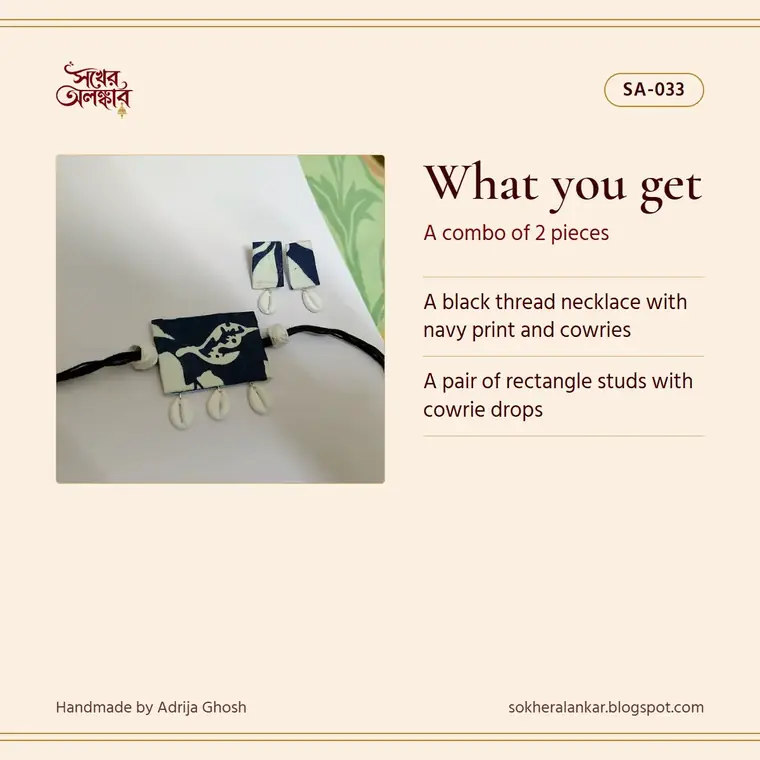 সখের
অলঙ্কার
SA-033
What you get
A combo of 2 pieces
A black thread necklace with
navy print and cowries
A pair of rectangle studs with
cowrie drops
Handmade by Adrija Ghosh
sokheralankar.blogspot.com